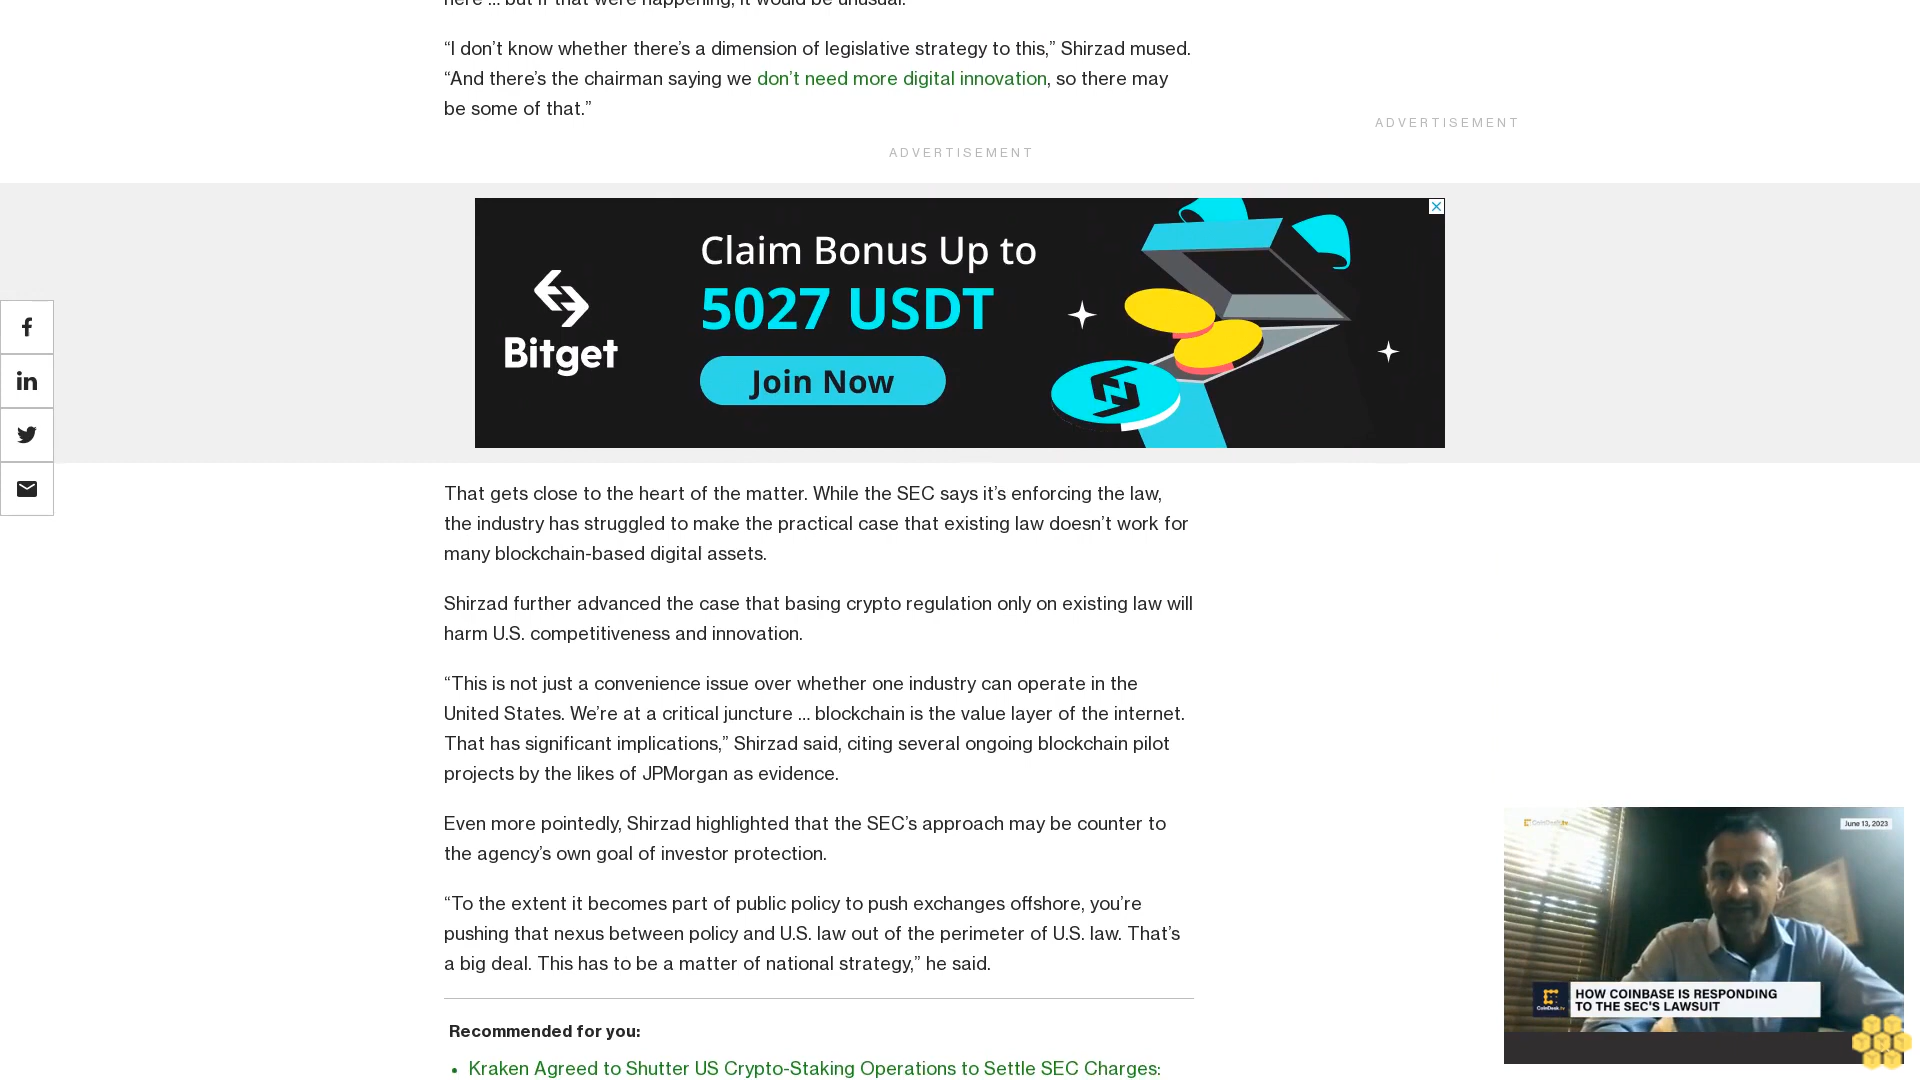 “I don’t know whether there’s a dimension of legislative strategy to this,” Shirzad mused.
“And there’s the chairman saying we don’t need more digital innovation, so there may
be some of that.”
ADVERTISEMENT
ADVERTISEMENT
Claim Bonus Up to
5027 USDT
Bitget
Join Now
That gets close to the heart of the matter. While the SEC says it’s enforcing the law,
the industry has struggled to make the practical case that existing law doesn’t work for
many blockchain-based digital assets.
Shirzad further advanced the case that basing crypto regulation only on existing law will
harm U.S. competitiveness and innovation.
“This is not just a convenience issue over whether one industry can operate in the
United States. We’re at a critical juncture … blockchain is the value layer of the internet.
That has significant implications,” Shirzad said, citing several ongoing blockchain pilot
projects by the likes of JPMorgan as evidence.
Even more pointedly, Shirzad highlighted that the SEC’s approach may be counter to
the agency’s own goal of investor protection.
“To the extent it becomes part of public policy to push exchanges offshore, you’re
pushing that nexus between policy and U.S. law out of the perimeter of U.S. law. That’s
a big deal. This has to be a matter of national strategy,” he said.
Recommended for you:
• Kraken Agreed to Shutter US Crypto-Staking Operations to Settle SEC Charges:
June 13, 2023
HOW COINBASE IS RESPONDING
TO THE SEC'S LAWSUIT